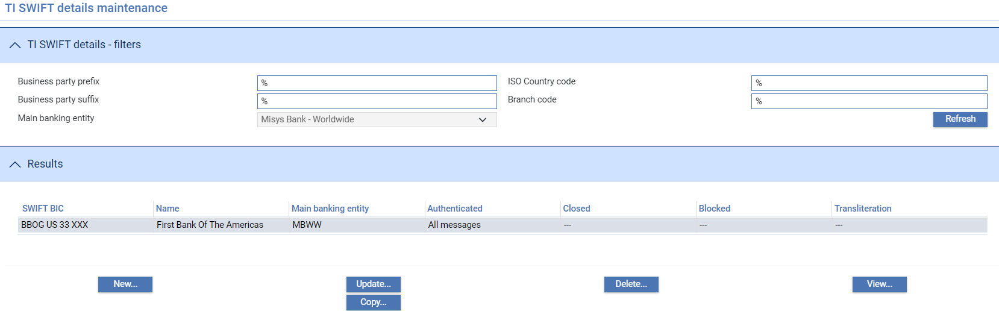 TI SWIFT details maintenance
TI SWIFT details - filters
Business party prefix % ISO Country code %
Business party suffix % Branch code %
Main banking entity Misys Bank - Worldwide Refresh
Results
SWIFT BIC Name Main banking entity Authenticated Closed Blocked Transliteration
BBOG US 33 XXX First Bank Of The Americas MBWW All messages --- --- ---
New... Update... Delete... View...
Copy...